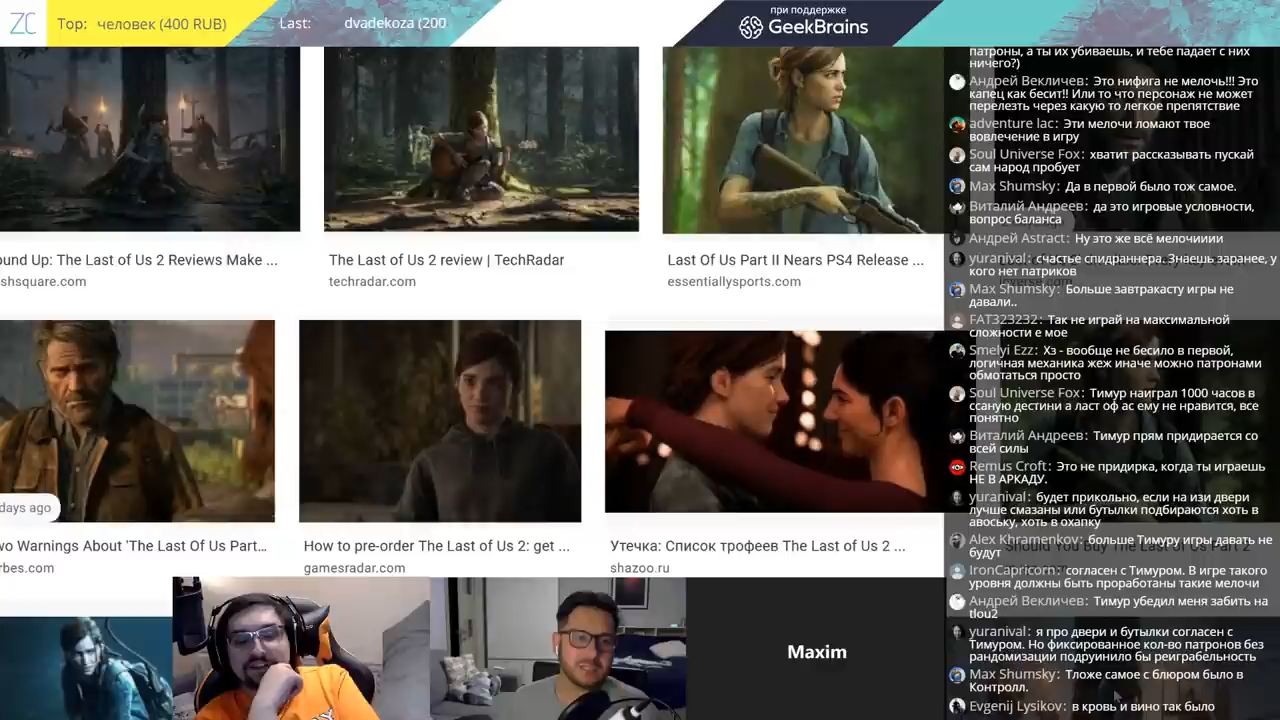 ZC
Top: человек (400 RUB)
Last: dvadekoza (200
при поддержке
GeekBrains
ound Up: The Last of Us 2 Reviews Make ...
shsquare.com
The Last of Us 2 review | TechRadar
techradar.com
Last Of Us Part II Nears PS4 Release ...
essentiallysports.com
days ago
wo Warnings About 'The Last Of Us Part...
rbes.com
How to pre-order The Last of Us 2: get ...
gamesradar.com
Утечка: Список трофеев The Last of Us 2 ...
shazoo.ru
Should You Buy The Last Of Us Part 2
Maxim
патроны, а ты их убиваешь, и тебе падает с них
ничего?)
Андрей Векличев: Это нифига не мелочь!!! Это
капец как бесит!! Или то что персонаж не может
перелезть через какую то легкое препятствие
adventure lac: Эти мелочи ломают твое
вовлечение в игру
Soul Universe Fox: хватит рассказывать пускай
сам народ пробует
Max Shumsky: Да в первой было тож самое.
Виталий Андреев: да это игровые условности,
вопрос баланса
Андрей Astract: Ну это же всё мелочииии
yuranival: счастье спидраннера. Знаешь заранее, у
кого нет патриков
Max Shumsky: Больше завтракасту игры не
давали..
FAT323232: Так не играй на максимальной
сложности е мое
Smelyi Ezz: Хз - вообще не бесило в первой,
логичная механика жеж иначе можно патронами
обмотаться просто
Soul Universe Fox: Тимур наиграл 1000 часов в
ссаную дестини а ласт оф ас ему не нравится, все
понятно
Виталий Андреев: Тимур прям придирается со
всей силы
Remus Croft: Это не придирка, когда ты играешь
НЕ В АРКАДУ.
yuranival: будет прикольно, если на изи двери
лучше смазаны или бутылки подбираются хоть в
авоську, хоть в охапку
Alex Khramenkov: больше Тимуру игры давать не
будут
IronCapricorn: согласен с Тимуром. В игре такого
уровня должны быть проработаны такие мелочи
Андрей Векличев: Тимур убедил меня забить на
tlou2
yuranival: я про двери и бутылки согласен с
Тимуром. Но фиксированное кол-во патронов без
рандомизации подруинило бы реиграбельность
Max Shumsky: Тложе самое с блюром было в
Контролл.
Evgenij Lysikov: в кровь и вино так было